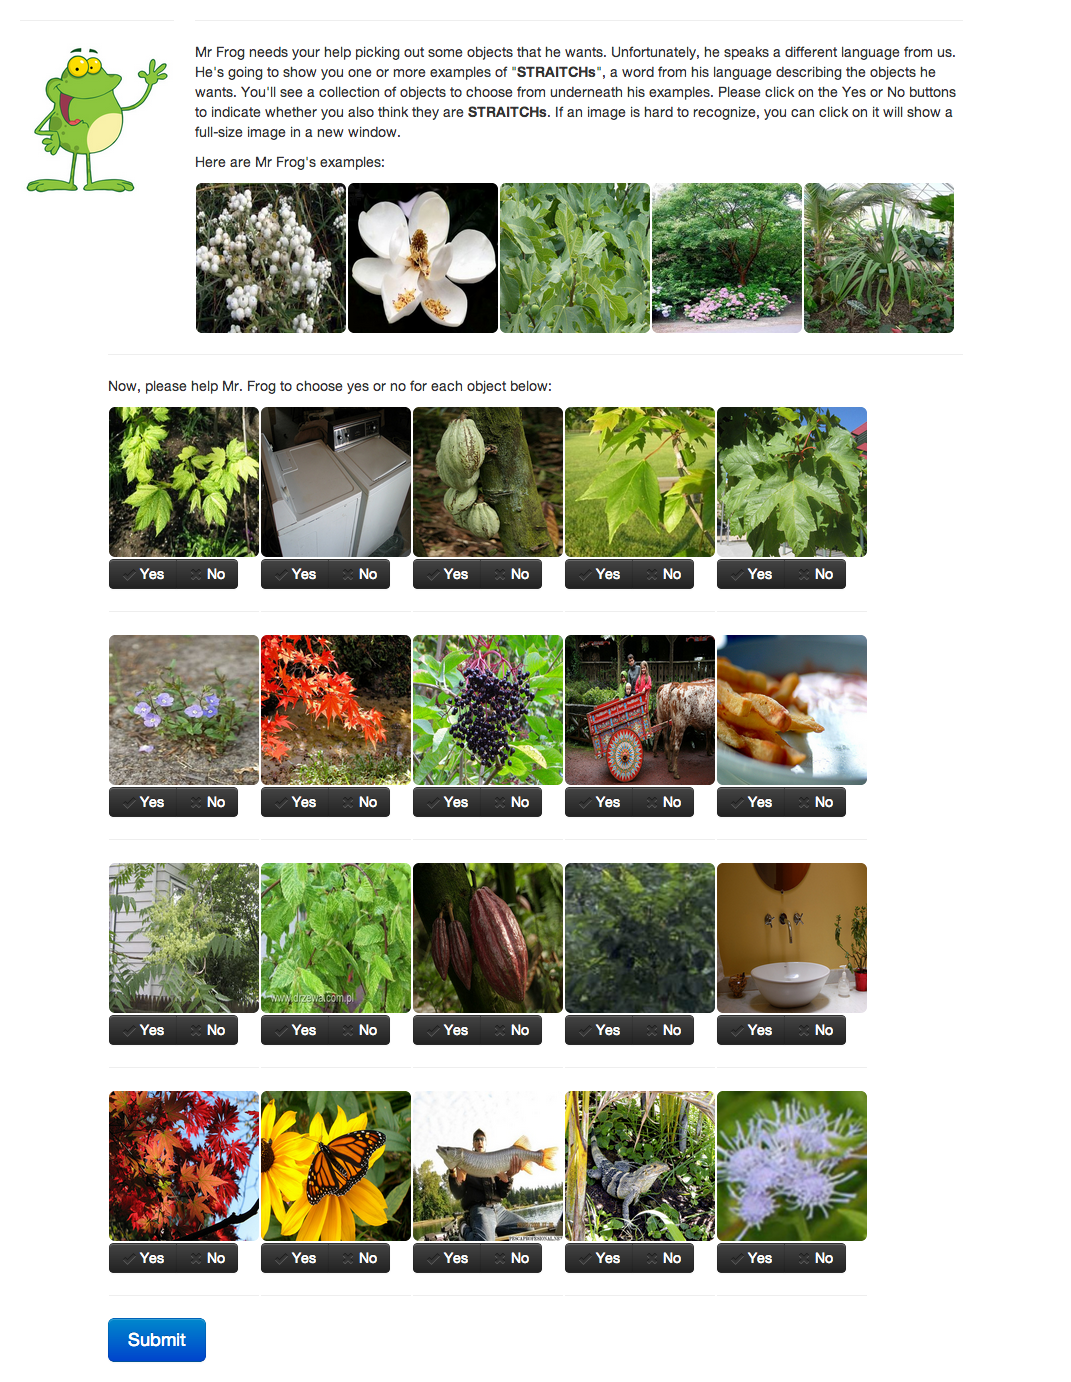 Mr Frog needs your help picking out some objects that he wants. Unfortunately, he speaks a different language from us.
He's going to show you one or more examples of "STRAITCHs", a word from his language describing the objects he
wants. You'll see a collection of objects to choose from underneath his examples. Please click on the Yes or No buttons
to indicate whether you also think they are STRAITCHs. If an image is hard to recognize, you can click on it will show a
full-size image in a new window.
Here are Mr Frog's examples:
Now, please help Mr. Frog to choose yes or no for each object below:
Yes No Yes No Yes No Yes No Yes No
Yes No Yes No Yes No Yes No Yes No
www.drzewa.com.pl
Yes No Yes No Yes No Yes No Yes No
PESCAPROFESIONAL.NET
Yes No Yes No Yes No Yes No Yes No
Submit